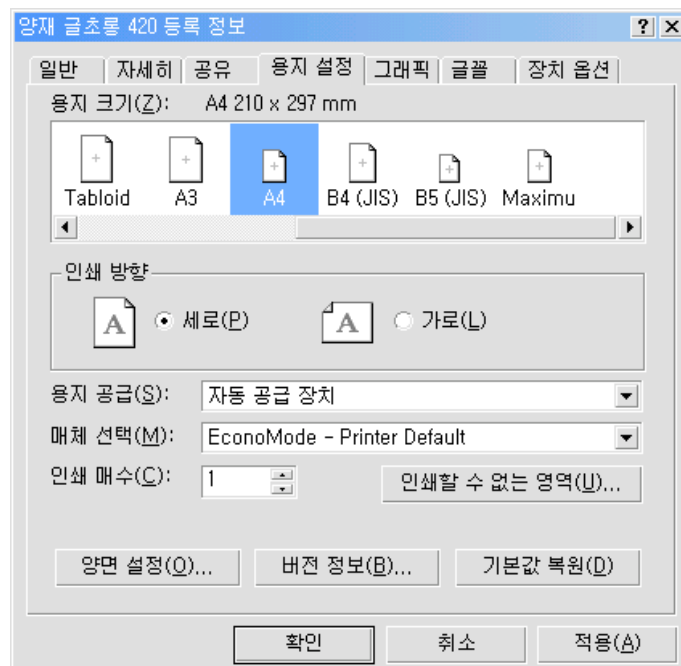 양재 글초롱 420 등록 정보
일반 자세히 공유 용지 설정 그래픽 글꼴 장치 옵션
용지 크기(Z): A4 210 x 297 mm
Tabloid A3 A4 B4 (JIS) B5 (JIS) Maximu
인쇄 방향
A 세로(P) A 가로(L)
용지 공급(S): 자동 공급 장치
매체 선택(M): EconoMode - Printer Default
인쇄 매수(C): 1 인쇄할 수 없는 영역(U)...
양면 설정(O)... 버전 정보(B)... 기본값 복원(D)
확인 취소 적용(A)